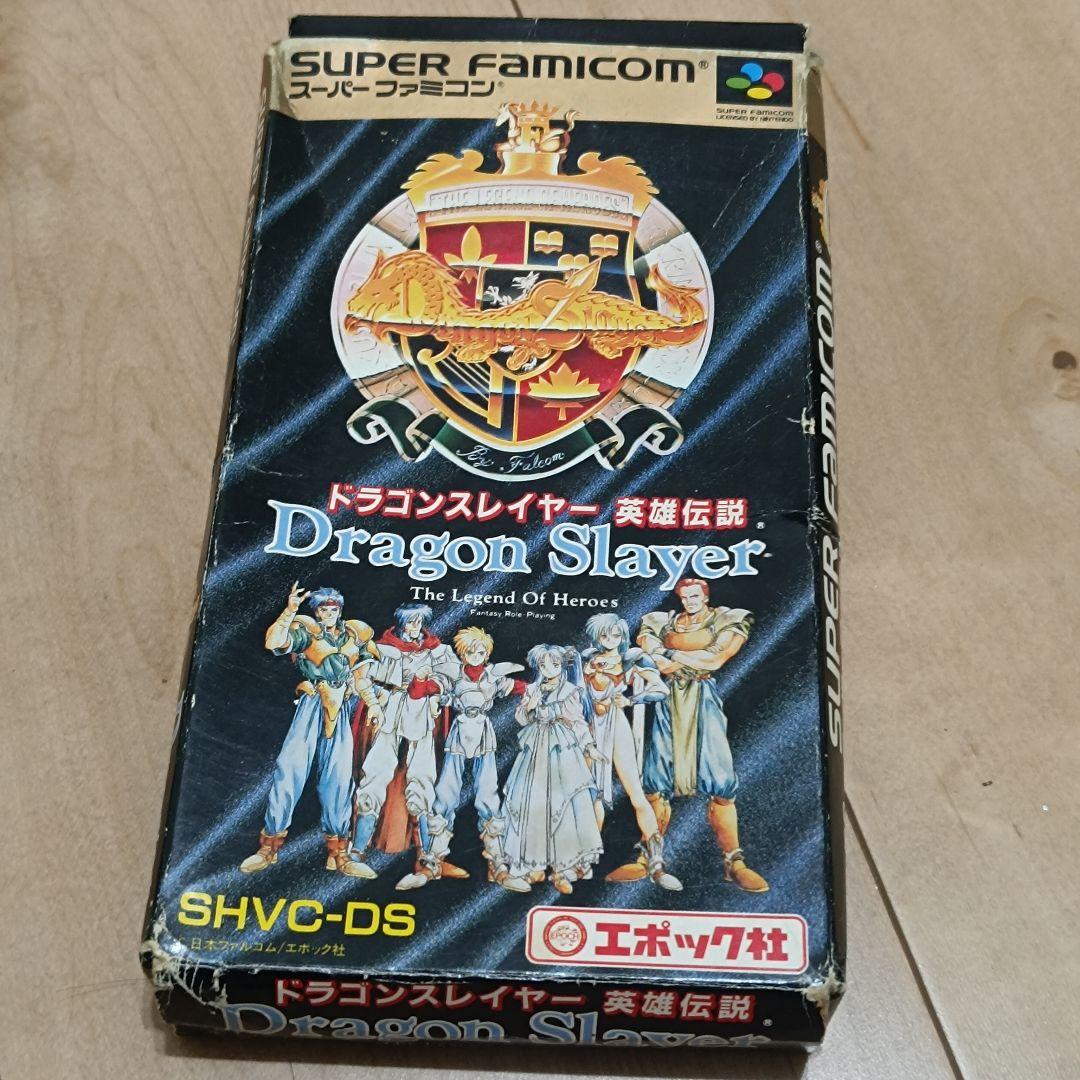 SUPER FAMICOM®
スーパーファミコン®
SUPER FAMICOM
LICENSED BY NINTENDO
F
THE LEGEND OF HEROES
By Falcom
ドラゴンスレイヤー 英雄伝説®
Dragon Slayer
The Legend Of Heroes
Fantasy Role-Playing
SHVC-DS
日本ファルコム/エポック社
EPOCH
エポック社
ドラゴンスレイヤー 英雄伝説®
Dragon Slayer
SUPER FAMICOM®